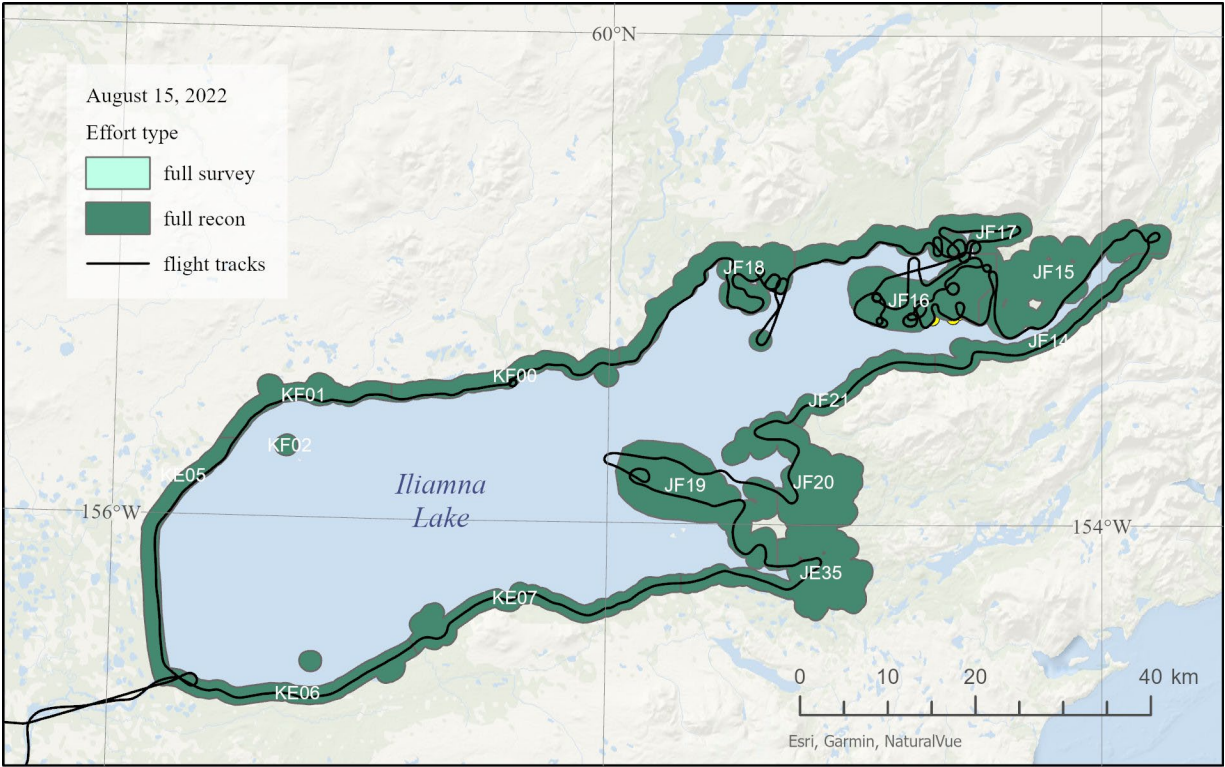 60°N
August 15, 2022
Effort type
full survey
full recon
flight tracks
JF17
JF18
JF15
JF16
JF14
KF00
KF01
JF21
KF02
KE05
JF19
JF20
Iliamna
Lake
156°W
154°W
JE35
KE07
KE06
0 10 20 40 km
Esri, Garmin, NaturalVue